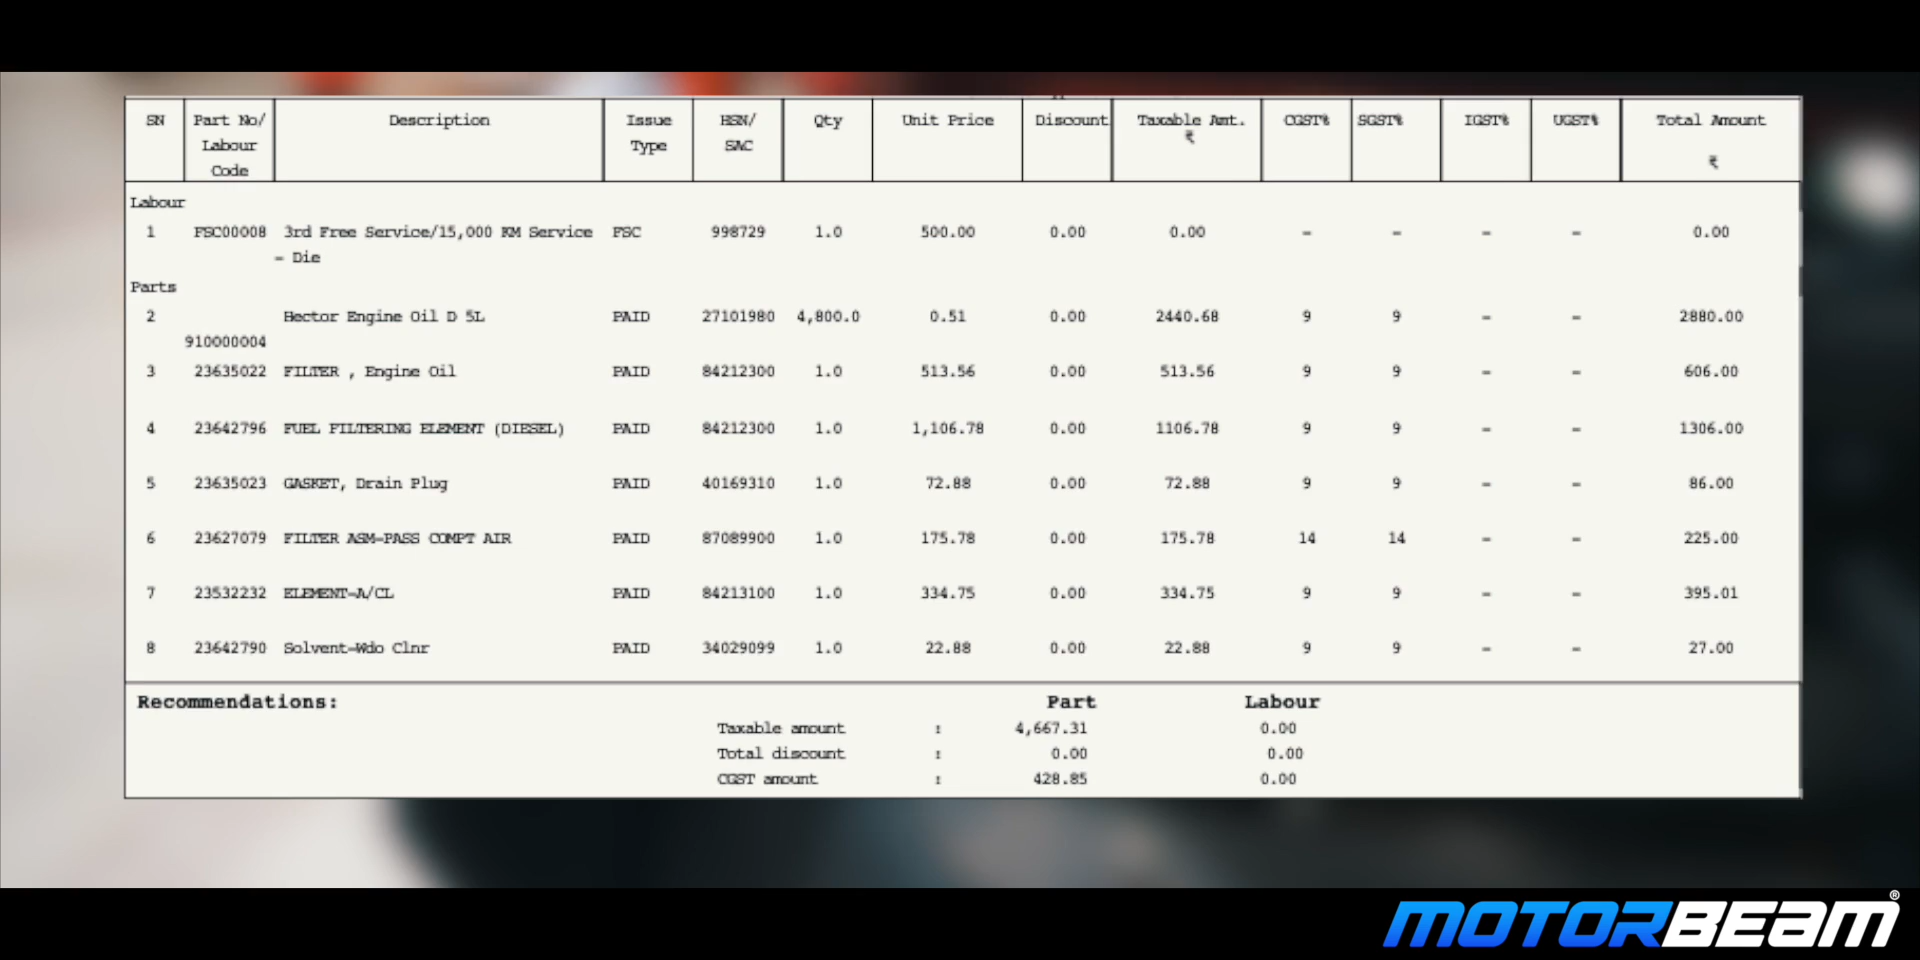 SN Part No/ Description Issue HSN/ Qty Unit Price Discount Taxable Amt. CGST% SGST% IGST% UGST% Total Amount
Labour Type SAC ₹
Code ₹
Labour
1 FSC00008 3rd Free Service/15,000 KM Service FSC 998729 1.0 500.00 0.00 0.00 - - - - 0.00
- Die
Parts
2 Hector Engine Oil D 5L PAID 27101980 4,800.0 0.51 0.00 2440.68 9 9 - - 2880.00
910000004
3 23635022 FILTER , Engine Oil PAID 84212300 1.0 513.56 0.00 513.56 9 9 - - 606.00
4 23642796 FUEL FILTERING ELEMENT (DIESEL) PAID 84212300 1.0 1,106.78 0.00 1106.78 9 9 - - 1306.00
5 23635023 GASKET, Drain Plug PAID 40169310 1.0 72.88 0.00 72.88 9 9 - - 86.00
6 23627079 FILTER ASM-PASS COMPT AIR PAID 87089900 1.0 175.78 0.00 175.78 14 14 - - 225.00
7 23532232 ELEMENT-A/CL PAID 84213100 1.0 334.75 0.00 334.75 9 9 - - 395.01
8 23642790 Solvent-Wdo Clnr PAID 34029099 1.0 22.88 0.00 22.88 9 9 - - 27.00
Recommendations: Part Labour
Taxable amount : 4,667.31 0.00
Total discount : 0.00 0.00
CGST amount : 428.85 0.00
MOTORBEAM®